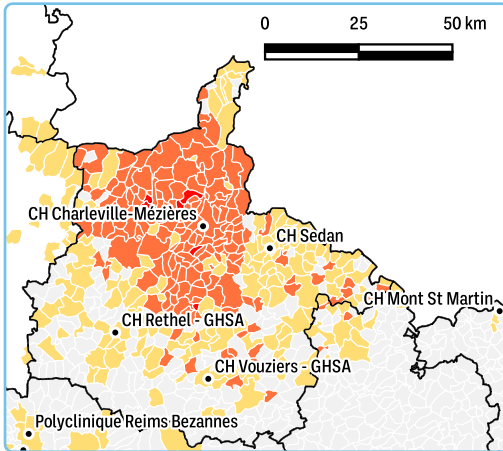 0 25 50 km
CH Charleville-Mézières
CH Sedan
CH Mont St Martin
CH Rethel - GHSA
CH Vouziers - GHSA
Polyclinique Reims Bezannes